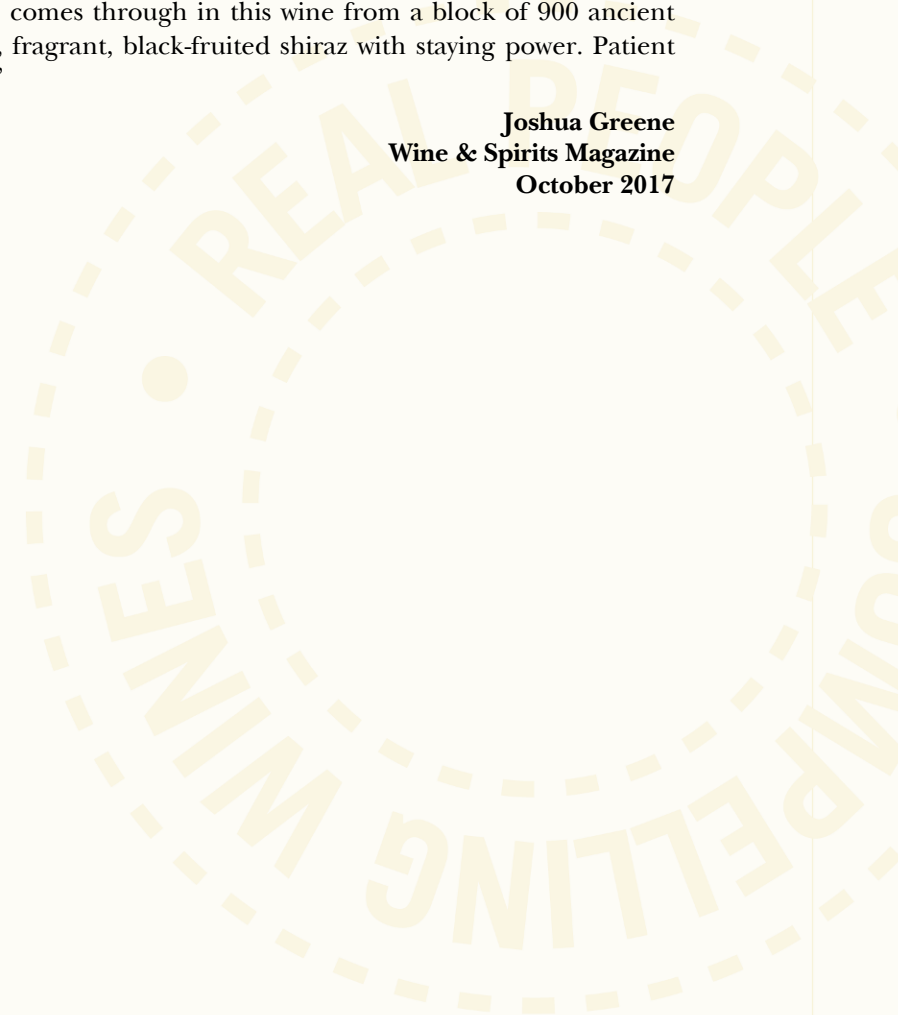 comes through in this wine from a block of 900 ancient
, fragrant, black-fruited shiraz with staying power. Patient
Joshua Greene
Wine & Spirits Magazine
October 2017
REAL PEOPLE
COMPELLING
WINES